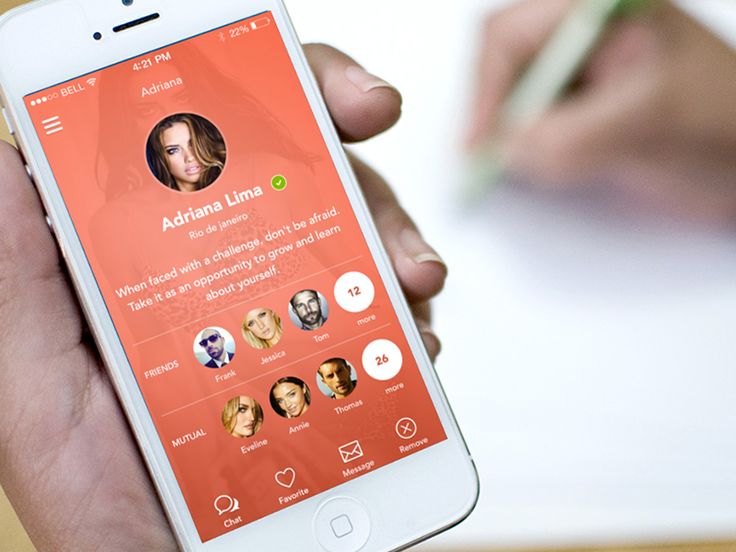 BELL 4:21 PM 22%
Adriana
Adriana Lima
Rio de janeiro
When faced with a challenge, don't be afraid.
Take it as an opportunity to grow and learn
about yourself.
FRIENDS Frank Jessica Tom 12 more
MUTUAL Eveline Annie Thomas 26 more
Chat Favorite Message Remove